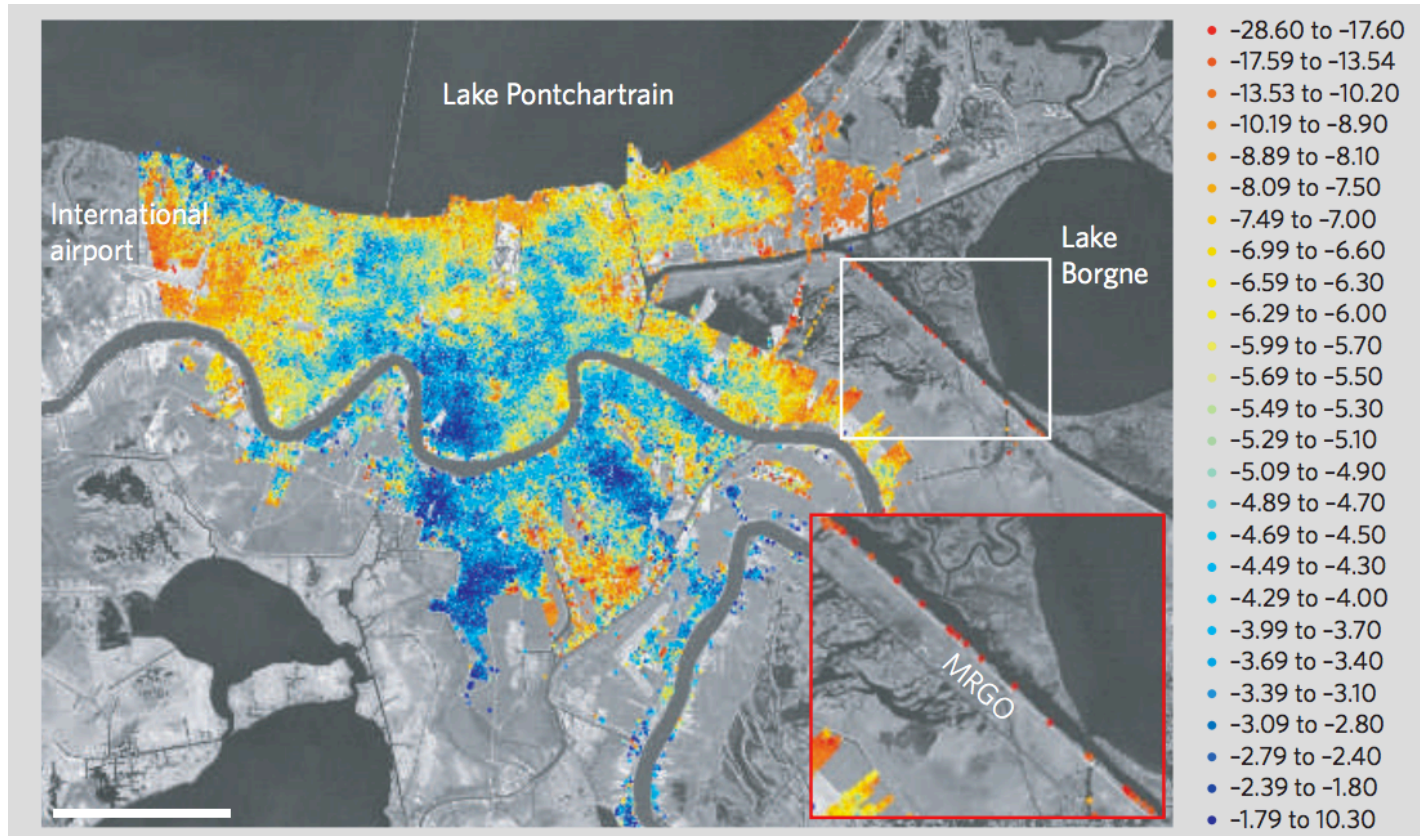 Lake Pontchartrain
International
airport
Lake
Borgne
MRGO
–28.60 to –17.60
–17.59 to –13.54
–13.53 to –10.20
–10.19 to –8.90
–8.89 to –8.10
–8.09 to –7.50
–7.49 to –7.00
–6.99 to –6.60
–6.59 to –6.30
–6.29 to –6.00
–5.99 to –5.70
–5.69 to –5.50
–5.49 to –5.30
–5.29 to –5.10
–5.09 to –4.90
–4.89 to –4.70
–4.69 to –4.50
–4.49 to –4.30
–4.29 to –4.00
–3.99 to –3.70
–3.69 to –3.40
–3.39 to –3.10
–3.09 to –2.80
–2.79 to –2.40
–2.39 to –1.80
–1.79 to 10.30